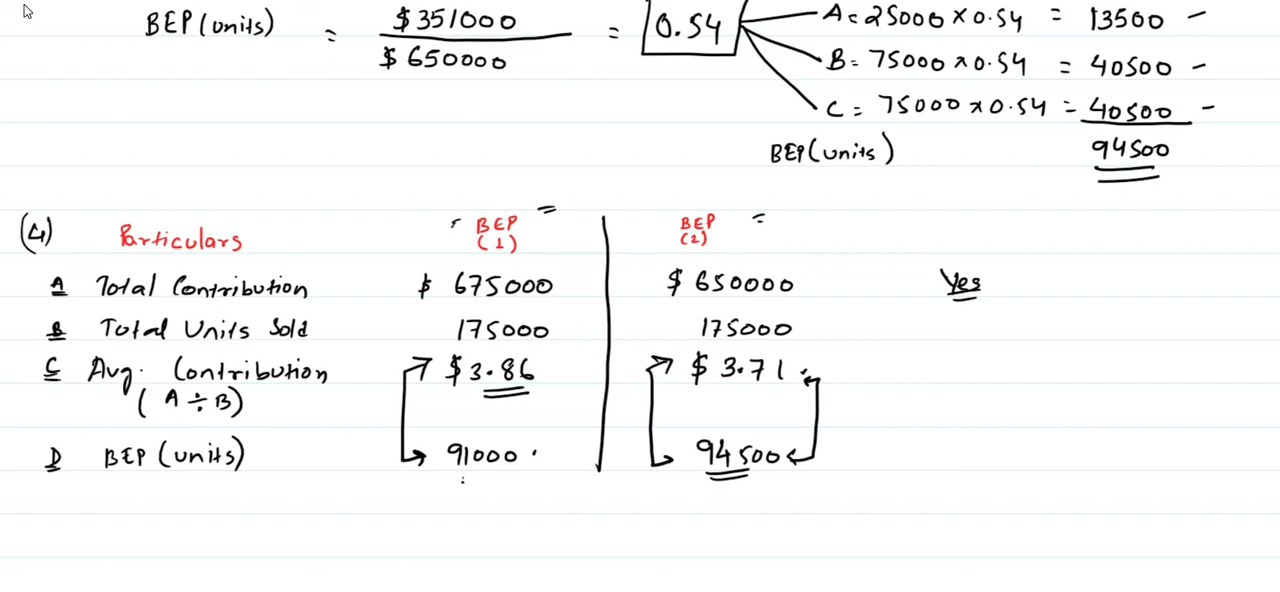 BEP (units) = $351000 / $650000 = 0.54
A = 25000 × 0.54 = 13500 –
B = 75000 × 0.54 = 40500 –
C = 75000 × 0.54 = 40500 –
BEP (units) 94500
(4) Particulars BEP (1) BEP (2)
A Total Contribution $ 675000 $ 650000 Yes
B Total Units Sold 175000 175000
C Avg. Contribution $ 3.86 $ 3.71
(A ÷ B)
D BEP (units) 91000 94500